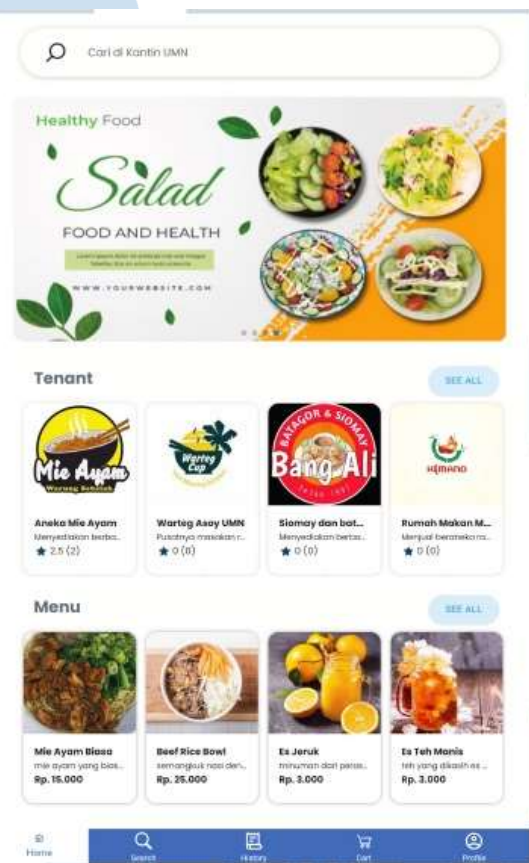 Cari di Kantin UMN
Healthy Food
Salad
FOOD AND HEALTH
WWW.YOURWEBSITE.COM
Tenant
SEE ALL
Mie Ayam
Warteg
Cup
BATAGOR & SIOMAY
Bang Ali
Aneka Mie Ayam
Menyediakan berba...
2.5 (2)
Warteg Asoy UMN
Pusatnya masakan r...
0 (0)
Siomay dan bat...
Menyediakan berba...
0 (0)
Rumah Makan M...
Menjual beraneka ra...
0 (0)
Menu
SEE ALL
Mie Ayam Biasa
mie ayam yang bias...
Rp. 15.000
Beef Rice Bowl
semangkuk nasi den...
Rp. 25.000
Es Jeruk
minuman dari peras...
Rp. 3.000
Es Teh Manis
teh yang dikasih es ...
Rp. 3.000
Home
Search
History
Cart
Profile